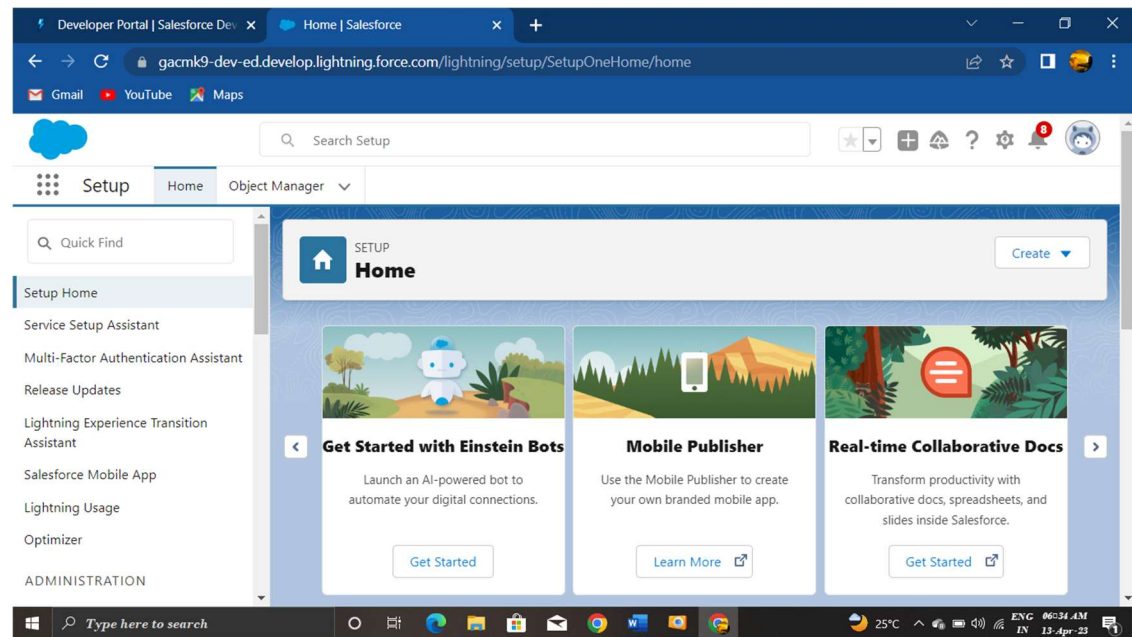 Developer Portal | Salesforce Dev
Home | Salesforce
gacmk9-dev-ed.develop.lightning.force.com/lightning/setup/SetupOneHome/home
Gmail YouTube Maps
Search Setup
8
Setup Home Object Manager
Quick Find
SETUP
Home
Create
Setup Home
Service Setup Assistant
Multi-Factor Authentication Assistant
Release Updates
Lightning Experience Transition
Assistant
Salesforce Mobile App
Lightning Usage
Optimizer
ADMINISTRATION
Get Started with Einstein Bots
Launch an AI-powered bot to
automate your digital connections.
Get Started
Mobile Publisher
Use the Mobile Publisher to create
your own branded mobile app.
Learn More
Real-time Collaborative Docs
Transform productivity with
collaborative docs, spreadsheets, and
slides inside Salesforce.
Get Started
Type here to search
25°C
ENG
IN
06:34 AM
13-Apr-23
1